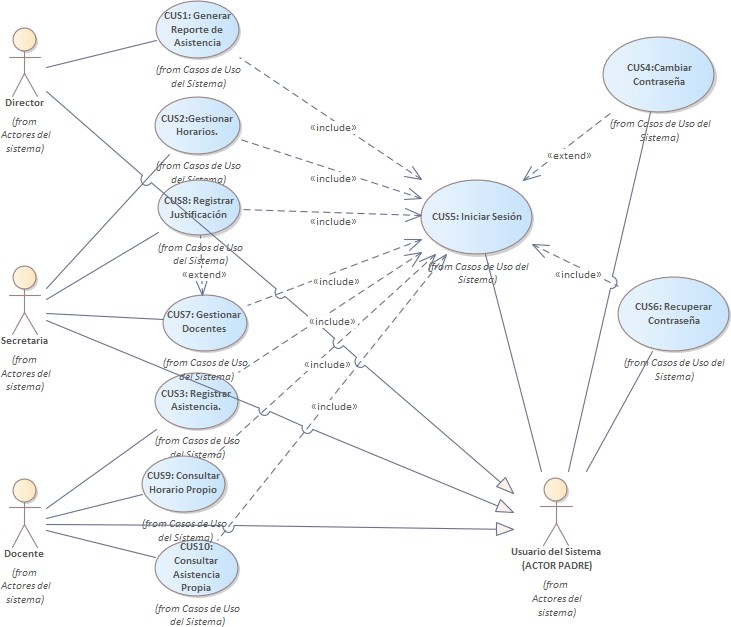 CUS1: Generar
Reporte de
Asistencia
(from Casos de Uso
del Sistema)
Director
(from
Actores del
sistema)
CUS2:Gestionar
Horarios.
(from Casos de Uso
del Sistema)
CUS8: Registrar
Justificación
(from Casos de Uso
del Sistema)
«extend»
Secretaria
(from
Actores del
sistema)
CUS7: Gestionar
Docentes
(from Casos de Uso
del Sistema)
CUS3: Registrar
Asistencia.
(from Casos de Uso
del Sistema)
CUS9: Consultar
Horario Propio
(from Casos de Uso
del Sistema)
Docente
(from
Actores del
sistema)
CUS10:
Consultar
Asistencia
Propia
(from Casos de Uso
del Sistema)
«include»
«include»
«include»
«include»
«include»
«include»
«include»
CUS5: Iniciar Sesión
(from Casos de Uso del
Sistema)
CUS4:Cambiar
Contraseña
(from Casos de Uso del
Sistema)
«extend»
«include»
CUS6: Recuperar
Contraseña
(from Casos de Uso del
Sistema)
Usuario del Sistema
(ACTOR PADRE)
(from
Actores del
sistema)